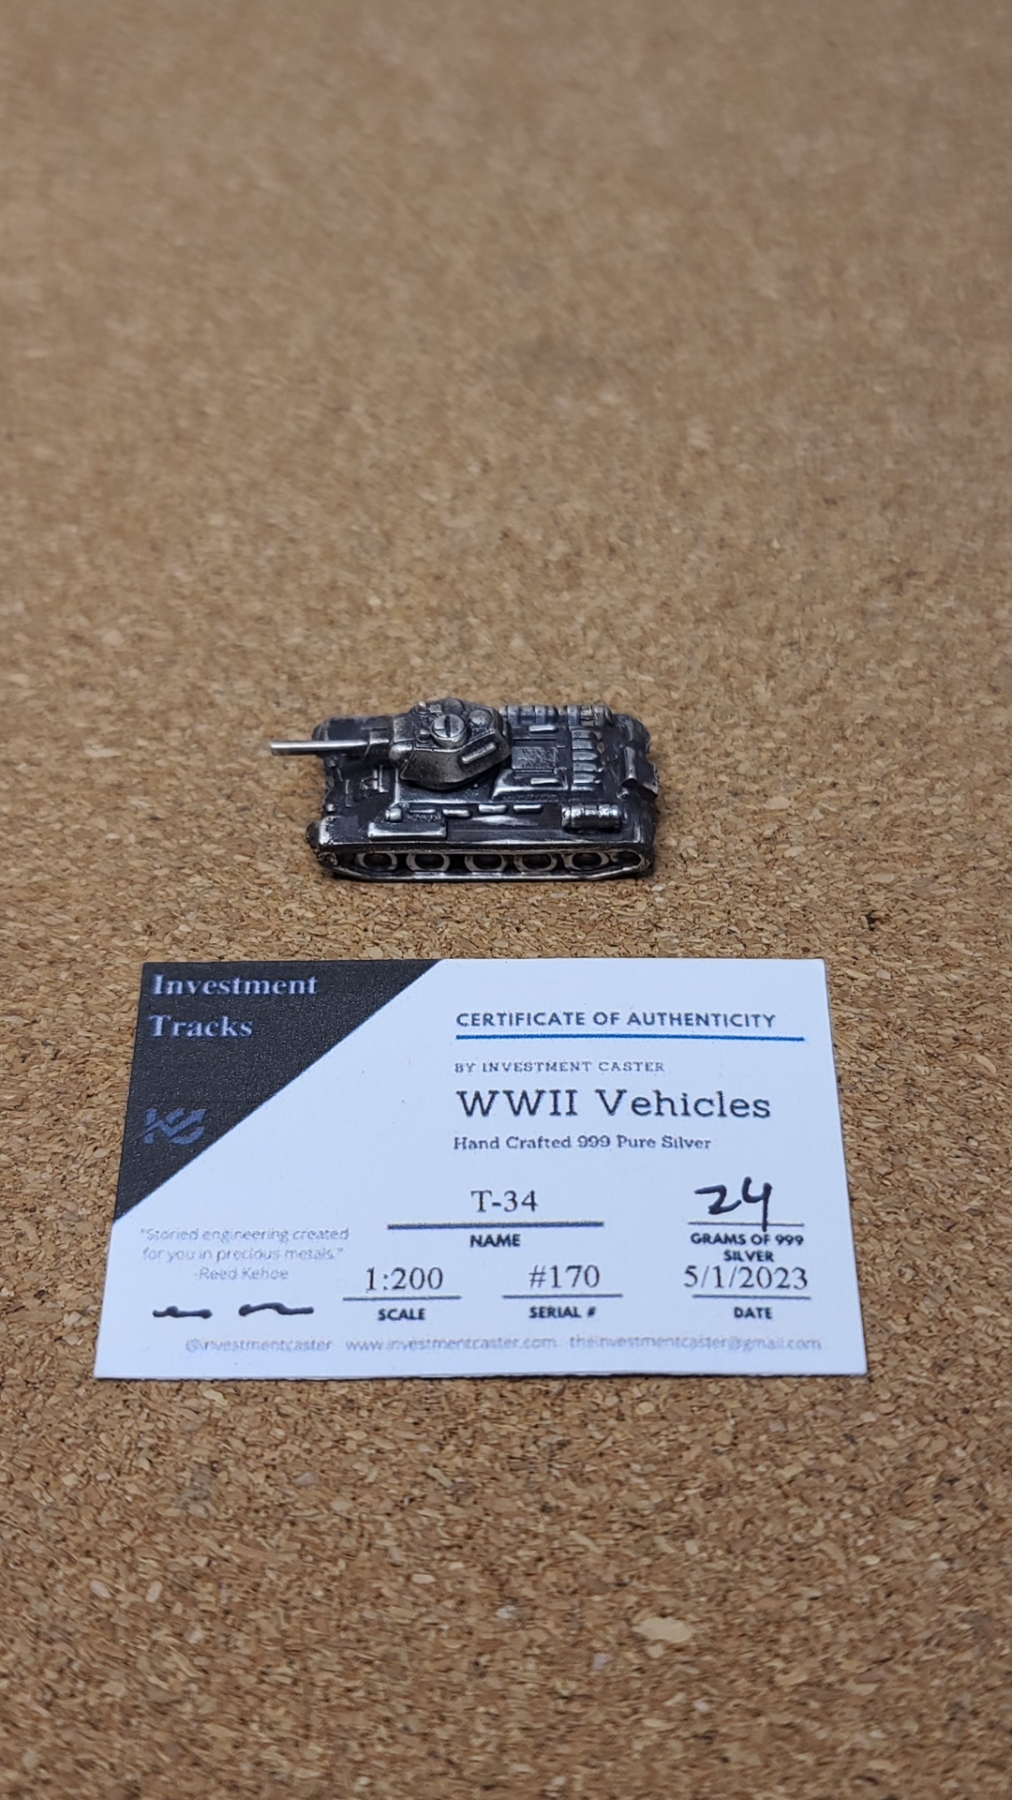 Investment
Tracks
CERTIFICATE OF AUTHENTICITY
BY INVESTMENT CASTER
WWII Vehicles
Hand Crafted 999 Pure Silver
T-34
NAME
24
GRAMS OF 999
SILVER
"Storied engineering created
for you in precious metals."
-Reed Kehoe
1:200
SCALE
#170
SERIAL #
5/1/2023
DATE
@investmentcaster www.investmentcaster.com theinvestmentcaster@gmail.com